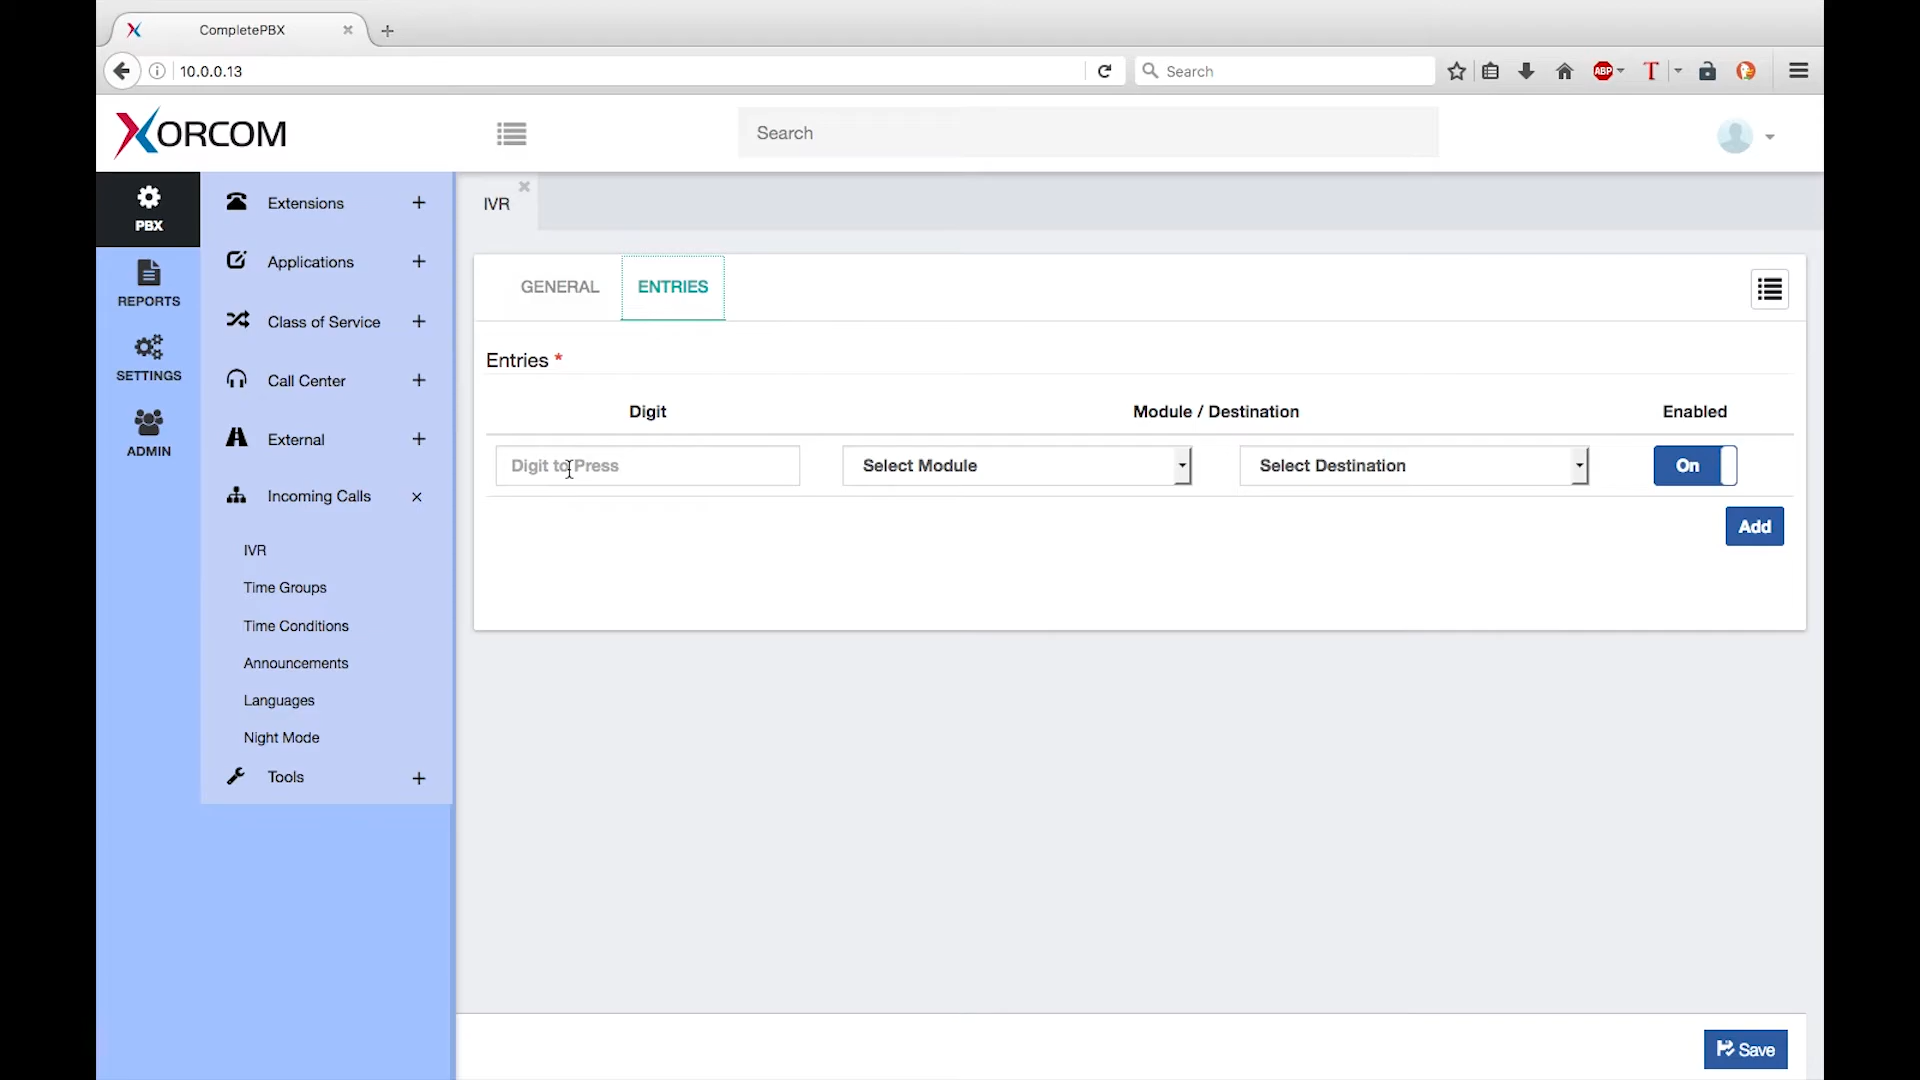 CompletePBX
10.0.0.13
Search
ABP
T
XORCOM
Search
PBX
REPORTS
SETTINGS
ADMIN
Extensions
Applications
Class of Service
Call Center
External
Incoming Calls
IVR
Time Groups
Time Conditions
Announcements
Languages
Night Mode
Tools
IVR
GENERAL
ENTRIES
Entries *
Digit
Module / Destination
Enabled
Digit to Press
Select Module
Select Destination
On
Add
Save